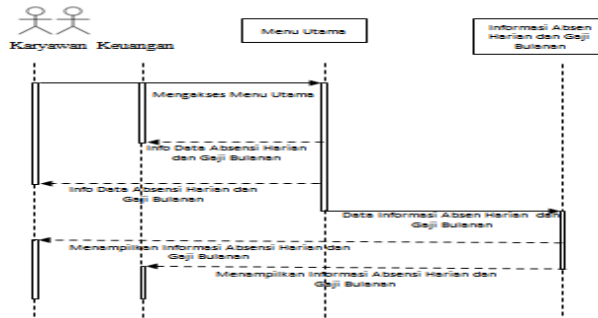 Karyawan Keuangan
Menu Utama
Informasi Absen
Harian dan Gaji
Bulanan
Mengakses Menu Utama
Info Data Absensi Harian
dan Gaji Bulanan
Info Data Absensi Harian dan
Gaji Bulanan
Data Informasi Absen Harian dan
Gaji Bulanan
Menampilkan Informasi Absensi Harian dan
Gaji Bulanan
Menampilkan Informasi Absensi Harian dan
Gaji Bulanan